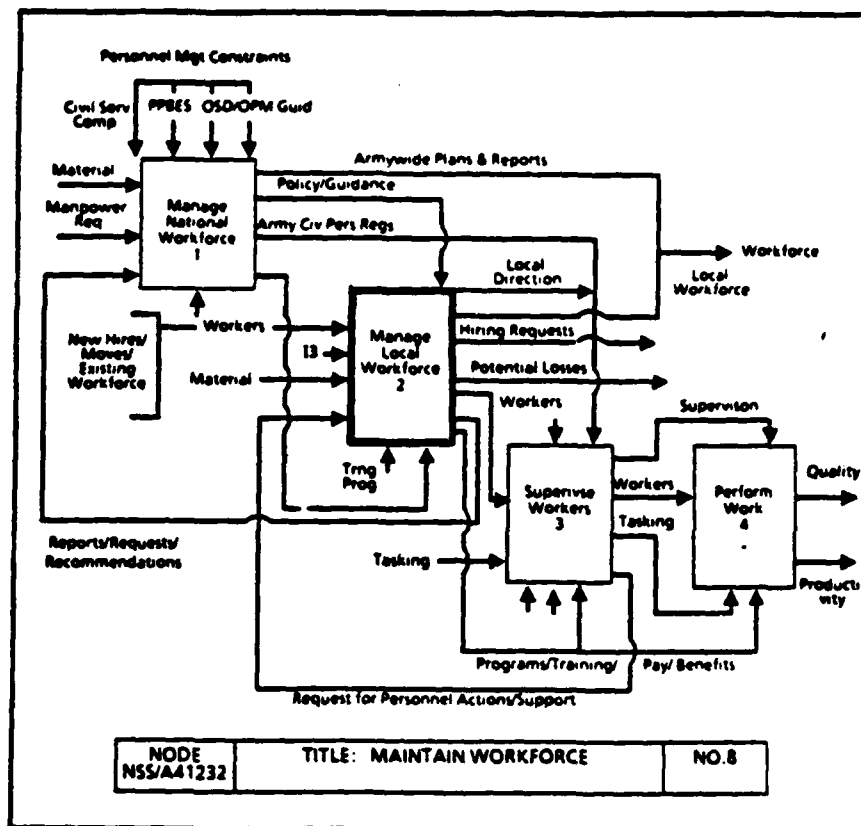 Personnel Mgt Constraints
Civil Serv
Comp
PPBES
OSD/OPM Guid
Armywide Plans & Reports
Material
Policy/Guidance
Manage
National
Workforce
1
Manpower
Req
Army Civ Pers Regs
Workforce
Local
Workforce
Local
Direction
New Hires/
Moves/
Existing
Workforce
Workers
Manage
Local
Workforce
2
Hiring Requests
13
Material
Potential Losses
Workers
Supervison
Trng
Prog
Supervise
Workers
3
Workers
Tasking
Perform
Work
4
Quality
Reports/Requests/
Recommendations
Tasking
Producti
vity
Programs/Training/
Pay/ Benefits
Request for Personnel Actions/Support
NODE
NSS/A41232
TITLE: MAINTAIN WORKFORCE
NO.8